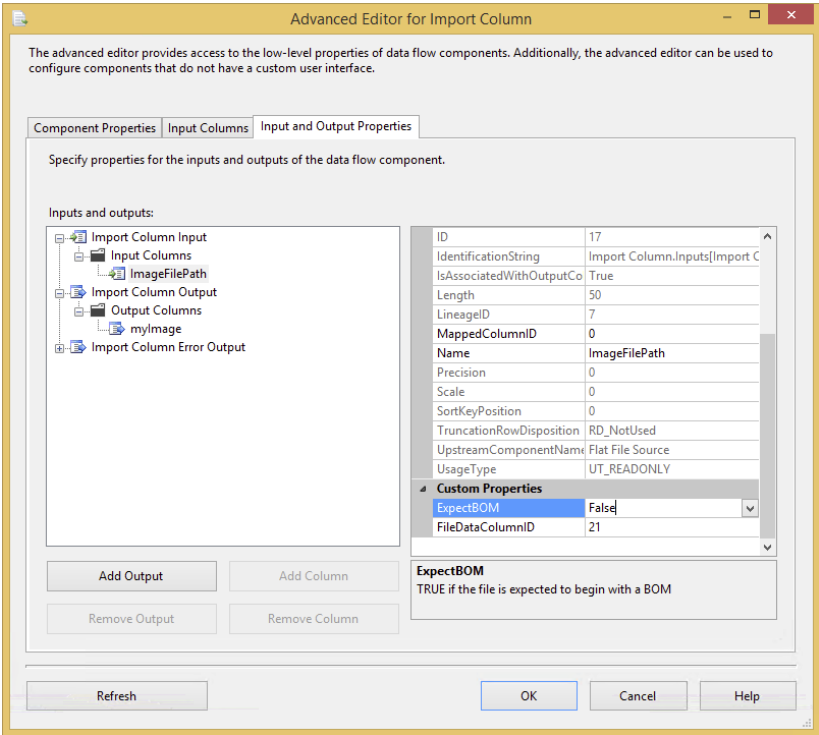 Advanced Editor for Import Column
The advanced editor provides access to the low-level properties of data flow components. Additionally, the advanced editor can be used to
configure components that do not have a custom user interface.
Component Properties Input Columns Input and Output Properties
Specify properties for the inputs and outputs of the data flow component.
Inputs and outputs:
Import Column Input
Input Columns
ImageFilePath
Import Column Output
Output Columns
myImage
Import Column Error Output
ID 17
IdentificationString Import Column.Inputs[Import C
IsAssociatedWithOutputCo True
Length 50
LineageID 7
MappedColumnID 0
Name ImageFilePath
Precision 0
Scale 0
SortKeyPosition 0
TruncationRowDisposition RD_NotUsed
UpstreamComponentName Flat File Source
UsageType UT_READONLY
Custom Properties
ExpectBOM False
FileDataColumnID 21
ExpectBOM
TRUE if the file is expected to begin with a BOM
Add Output Add Column
Remove Output Remove Column
Refresh OK Cancel Help